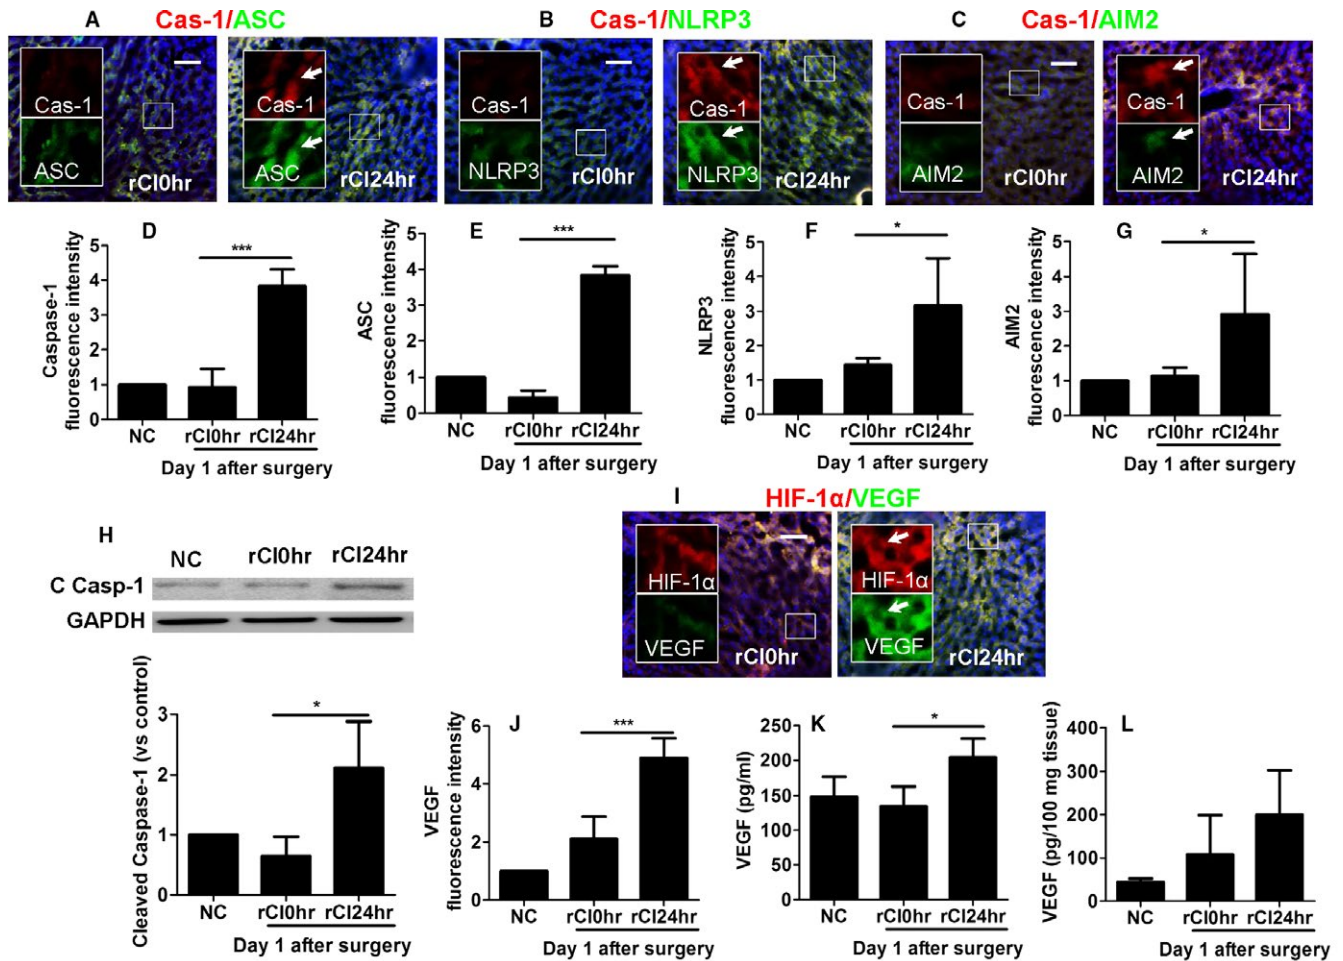 A Cas-1/ASC
B Cas-1/NLRP3
C Cas-1/AIM2
Cas-1
ASC
rCI0hr
Cas-1
ASC
rCI24hr
Cas-1
NLRP3
rCI0hr
Cas-1
NLRP3
rCI24hr
Cas-1
AIM2
rCI0hr
Cas-1
AIM2
rCI24hr
D
Caspase-1
fluorescence intensity
5
4
3
2
1
0
***
NC rCI0hr rCI24hr
Day 1 after surgery
E
ASC
fluorescence intensity
5
4
3
2
1
0
***
NC rCI0hr rCI24hr
Day 1 after surgery
F
NLRP3
fluorescence intensity
5
4
3
2
1
0
*
NC rCI0hr rCI24hr
Day 1 after surgery
G
AIM2
fluorescence intensity
5
4
3
2
1
0
*
NC rCI0hr rCI24hr
Day 1 after surgery
H
NC rCI0hr rCI24hr
C Casp-1
GAPDH
Cleaved Caspase-1 (vs control)
3
2
1
0
*
NC rCI0hr rCI24hr
Day 1 after surgery
I HIF-1α/VEGF
HIF-1α
VEGF
rCI0hr
HIF-1α
VEGF
rCI24hr
J
VEGF
fluorescence intensity
6
4
2
0
***
NC rCI0hr rCI24hr
Day 1 after surgery
K
VEGF (pg/ml)
250
200
150
100
50
0
*
NC rCI0hr rCI24hr
Day 1 after surgery
L
VEGF (pg/100 mg tissue)
400
300
200
100
0
NC rCI0hr rCI24hr
Day 1 after surgery